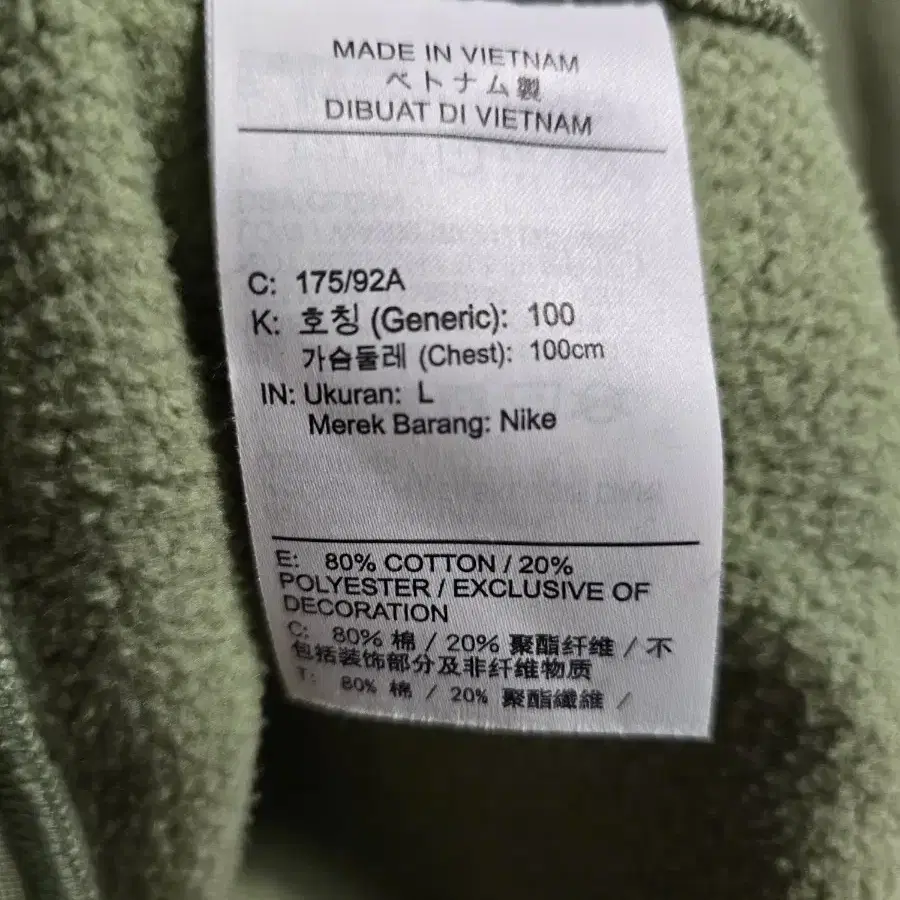 MADE IN VIETNAM
ベトナム製
DIBUAT DI VIETNAM
C: 175/92A
K: 호칭 (Generic): 100
가슴둘레 (Chest): 100cm
IN: Ukuran: L
Merek Barang: Nike
E: 80% COTTON / 20%
POLYESTER / EXCLUSIVE OF
DECORATION
C: 80% 棉 / 20% 聚酯纤维 / 不
包括装饰部分及非纤维物质
T: 80% 棉 / 20% 聚酯纖維 /